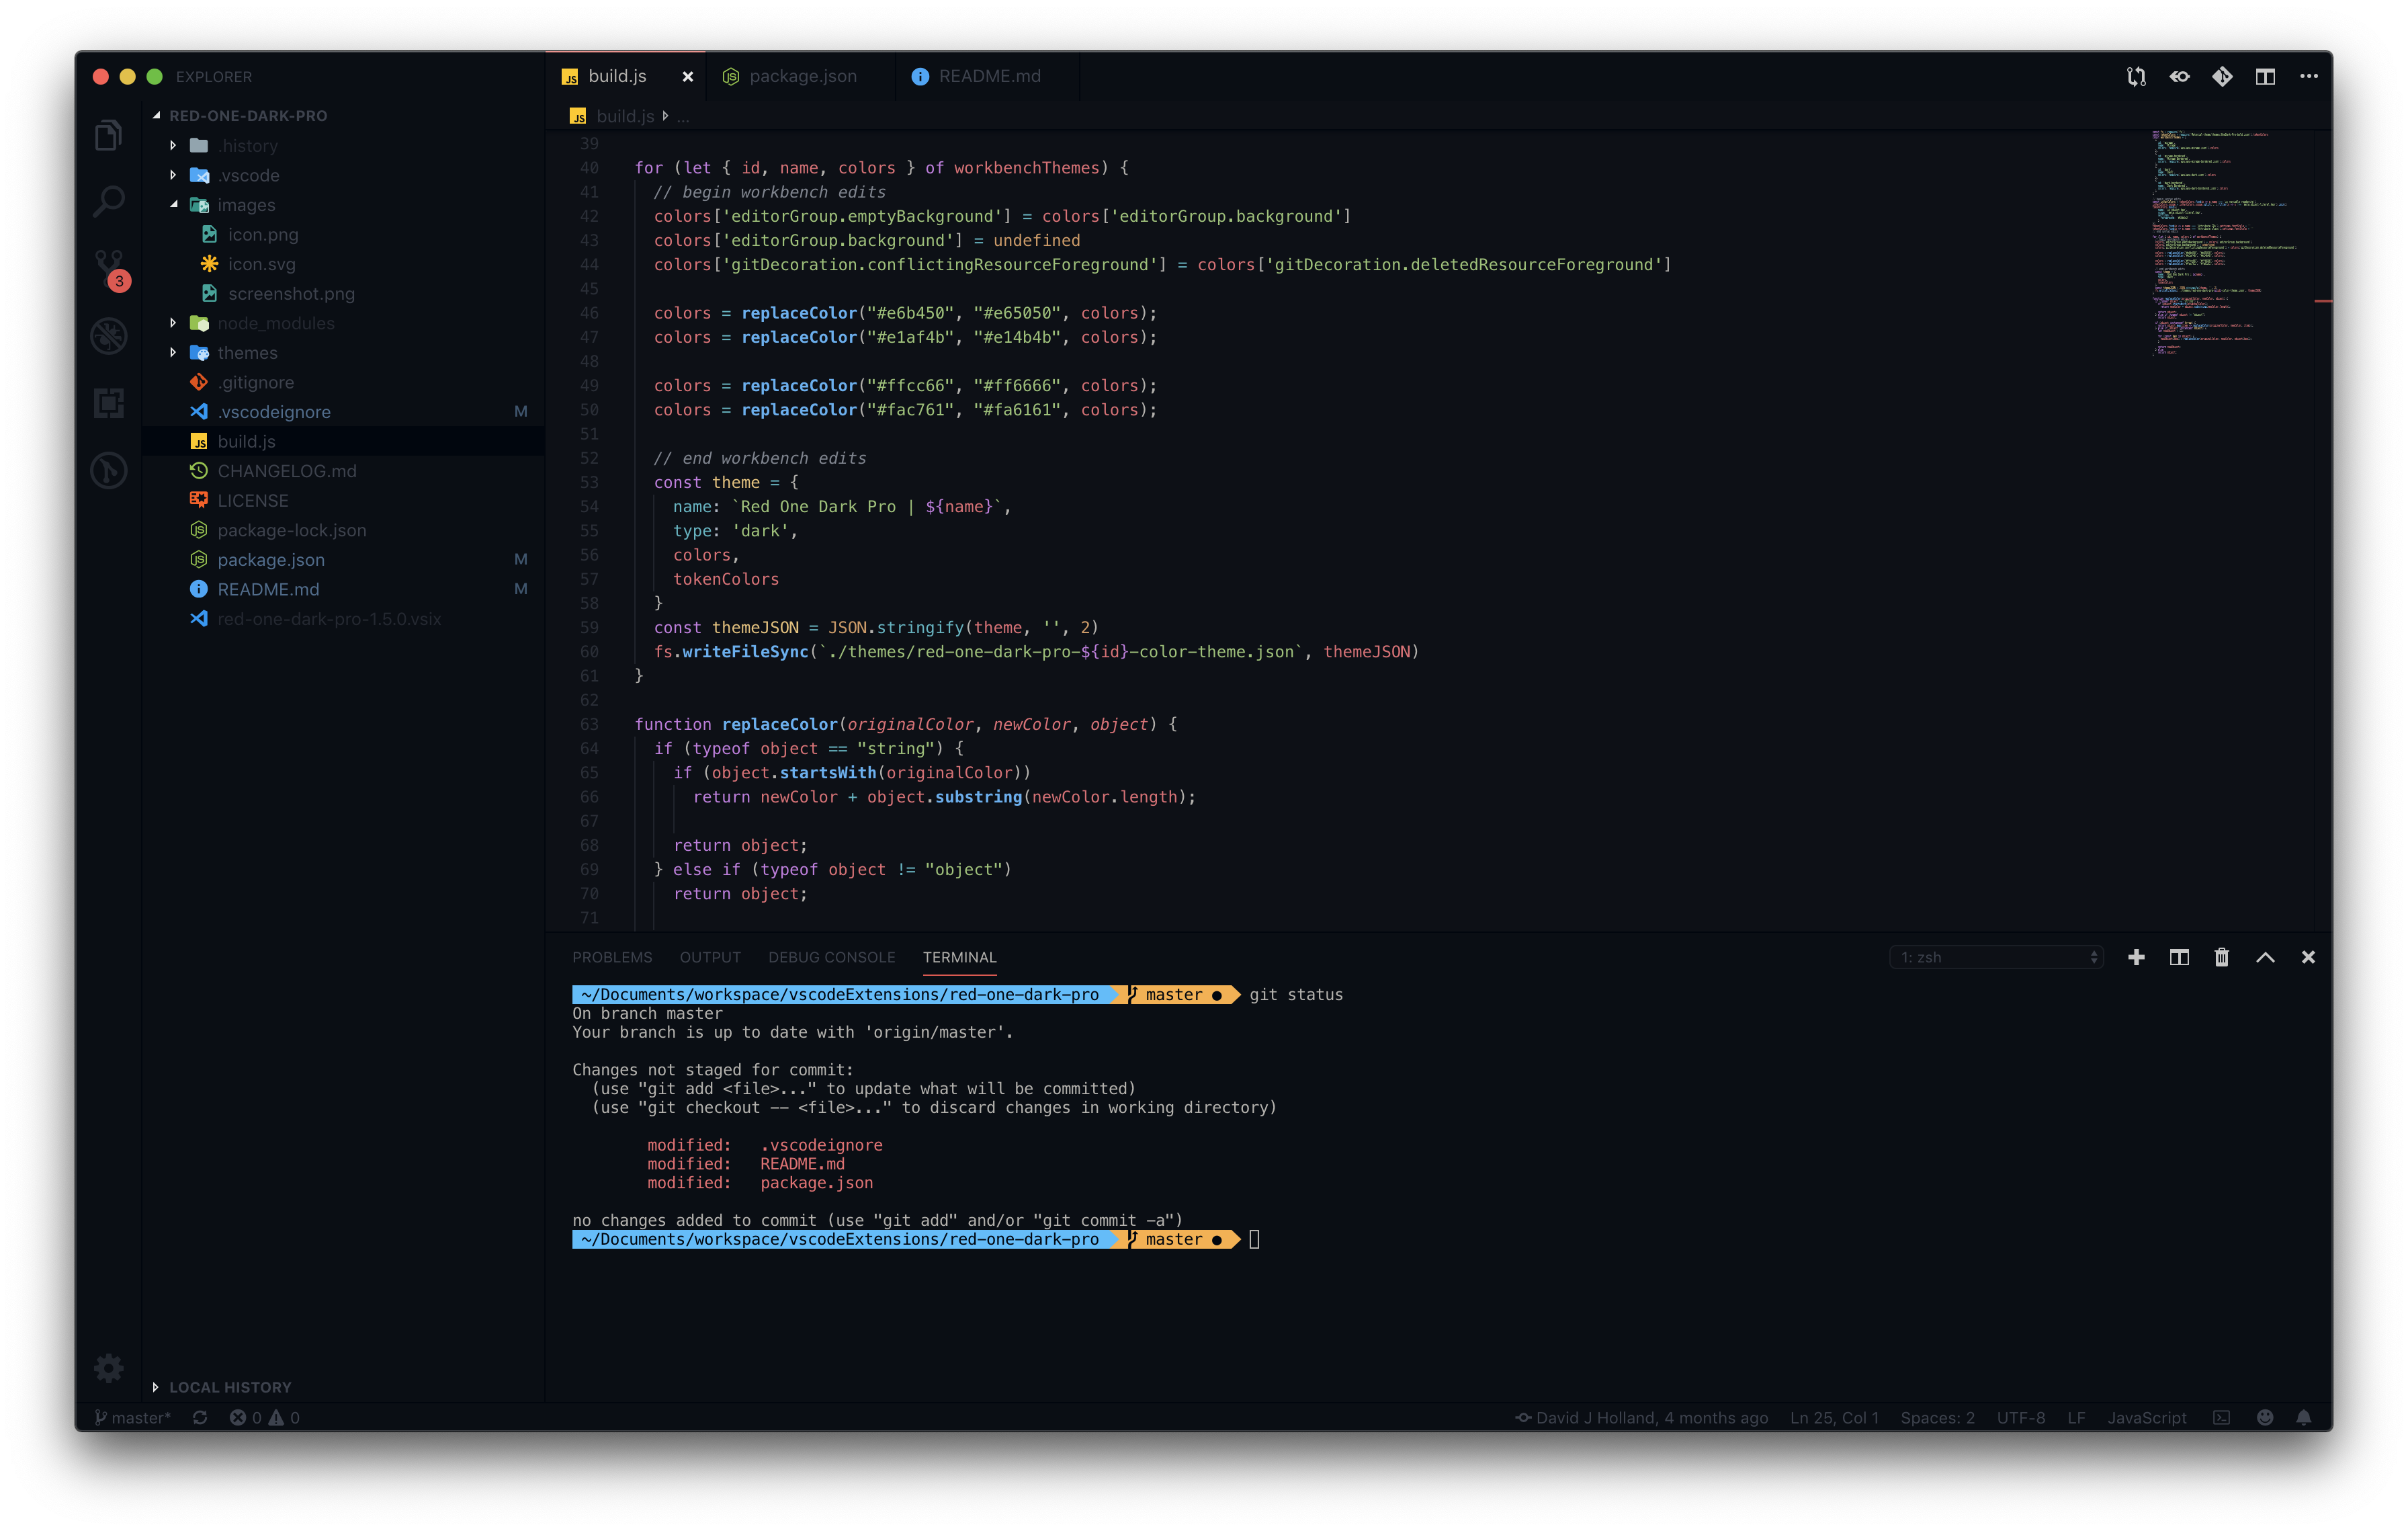 EXPLORER
RED-ONE-DARK-PRO
.history
.vscode
images
icon.png
icon.svg
screenshot.png
node_modules
themes
.gitignore
.vscodeignore M
JS build.js
CHANGELOG.md
LICENSE
package-lock.json
package.json M
README.md M
red-one-dark-pro-1.5.0.vsix
LOCAL HISTORY
3
JS build.js
package.json
README.md
JS build.js ...
39
40 for (let { id, name, colors } of workbenchThemes) {
41 // begin workbench edits
42 colors['editorGroup.emptyBackground'] = colors['editorGroup.background']
43 colors['editorGroup.background'] = undefined
44 colors['gitDecoration.conflictingResourceForeground'] = colors['gitDecoration.deletedResourceForeground']
45
46 colors = replaceColor("#e6b450", "#e65050", colors);
47 colors = replaceColor("#e1af4b", "#e14b4b", colors);
48
49 colors = replaceColor("#ffcc66", "#ff6666", colors);
50 colors = replaceColor("#fac761", "#fa6161", colors);
51
52 // end workbench edits
53 const theme = {
54 name: `Red One Dark Pro | ${name}`,
55 type: 'dark',
56 colors,
57 tokenColors
58 }
59 const themeJSON = JSON.stringify(theme, '', 2)
60 fs.writeFileSync(`./themes/red-one-dark-pro-${id}-color-theme.json`, themeJSON)
61 }
62
63 function replaceColor(originalColor, newColor, object) {
64 if (typeof object == "string") {
65 if (object.startsWith(originalColor))
66 return newColor + object.substring(newColor.length);
67
68 return object;
69 } else if (typeof object != "object")
70 return object;
71
PROBLEMS OUTPUT DEBUG CONSOLE TERMINAL
1: zsh
~/Documents/workspace/vscodeExtensions/red-one-dark-pro master ● git status
On branch master
Your branch is up to date with 'origin/master'.
Changes not staged for commit:
(use "git add <file>..." to update what will be committed)
(use "git checkout -- <file>..." to discard changes in working directory)
modified: .vscodeignore
modified: README.md
modified: package.json
no changes added to commit (use "git add" and/or "git commit -a")
~/Documents/workspace/vscodeExtensions/red-one-dark-pro master ●
master* 0 0
David J Holland, 4 months ago Ln 25, Col 1 Spaces: 2 UTF-8 LF JavaScript